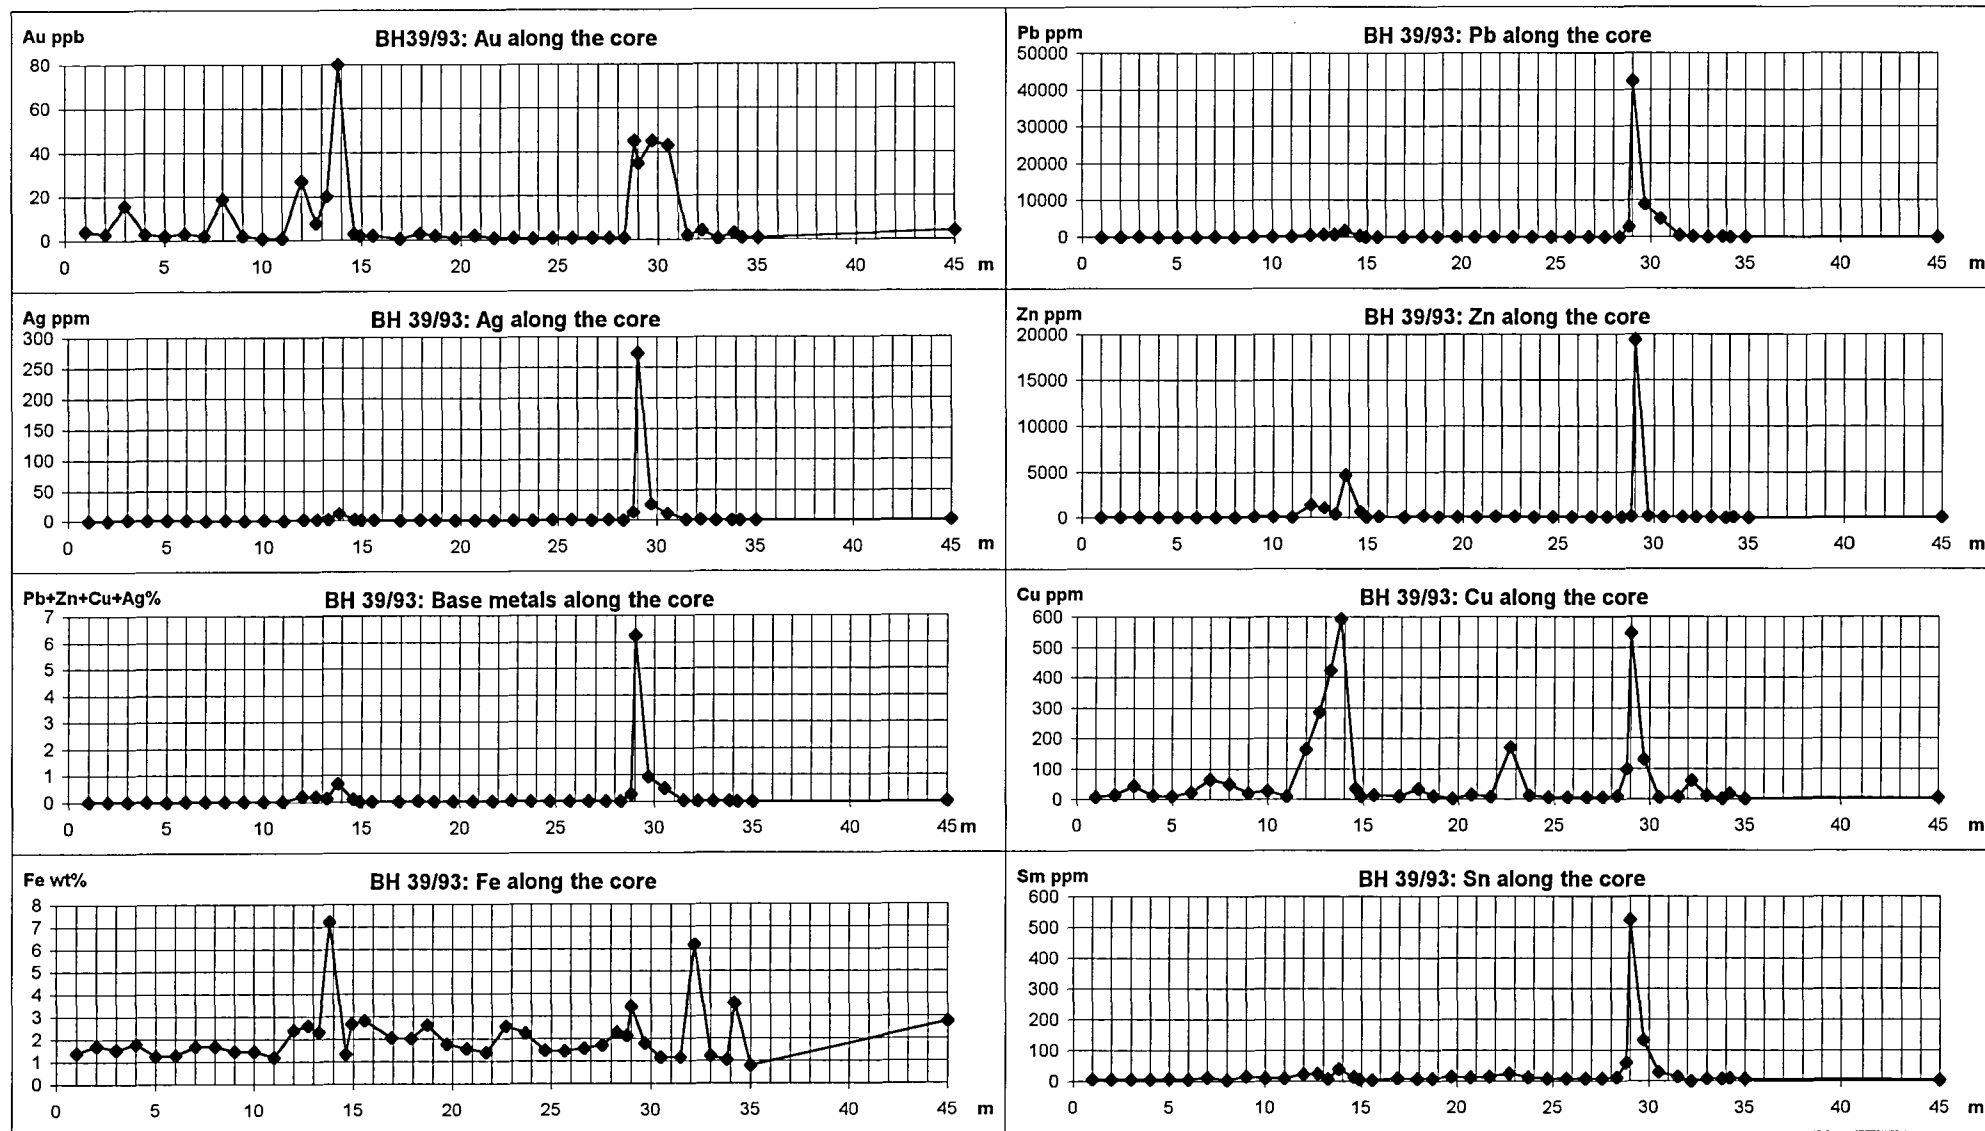 Au ppb
BH39/93: Au along the core
80
60
40
20
0
0 5 10 15 20 25 30 35 40 45 m
Pb ppm
BH 39/93: Pb along the core
50000
40000
30000
20000
10000
0
0 5 10 15 20 25 30 35 40 45 m
Ag ppm
BH 39/93: Ag along the core
300
250
200
150
100
50
0
0 5 10 15 20 25 30 35 40 45 m
Zn ppm
BH 39/93: Zn along the core
20000
15000
10000
5000
0
0 5 10 15 20 25 30 35 40 45 m
Pb+Zn+Cu+Ag%
BH 39/93: Base metals along the core
7
6
5
4
3
2
1
0
0 5 10 15 20 25 30 35 40 45 m
Cu ppm
BH 39/93: Cu along the core
600
500
400
300
200
100
0
0 5 10 15 20 25 30 35 40 45 m
Fe wt%
BH 39/93: Fe along the core
8
7
6
5
4
3
2
1
0
0 5 10 15 20 25 30 35 40 45 m
Sm ppm
BH 39/93: Sn along the core
600
500
400
300
200
100
0
0 5 10 15 20 25 30 35 40 45 m